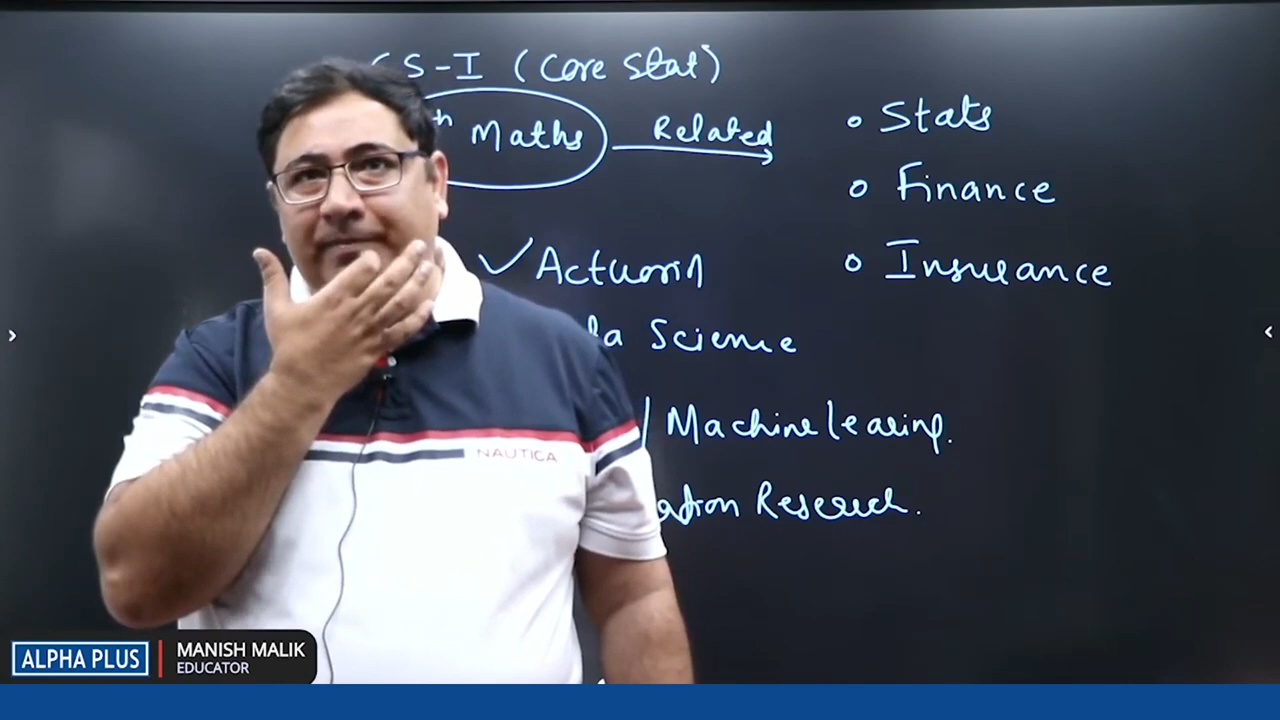 CS-I (Core Stat)
th Maths Related
• Stats
• Finance
✓ Actuarin
• Insurance
Science
/ Machine learing.
Research.
NAUTICA
ALPHA PLUS
MANISH MALIK
EDUCATOR